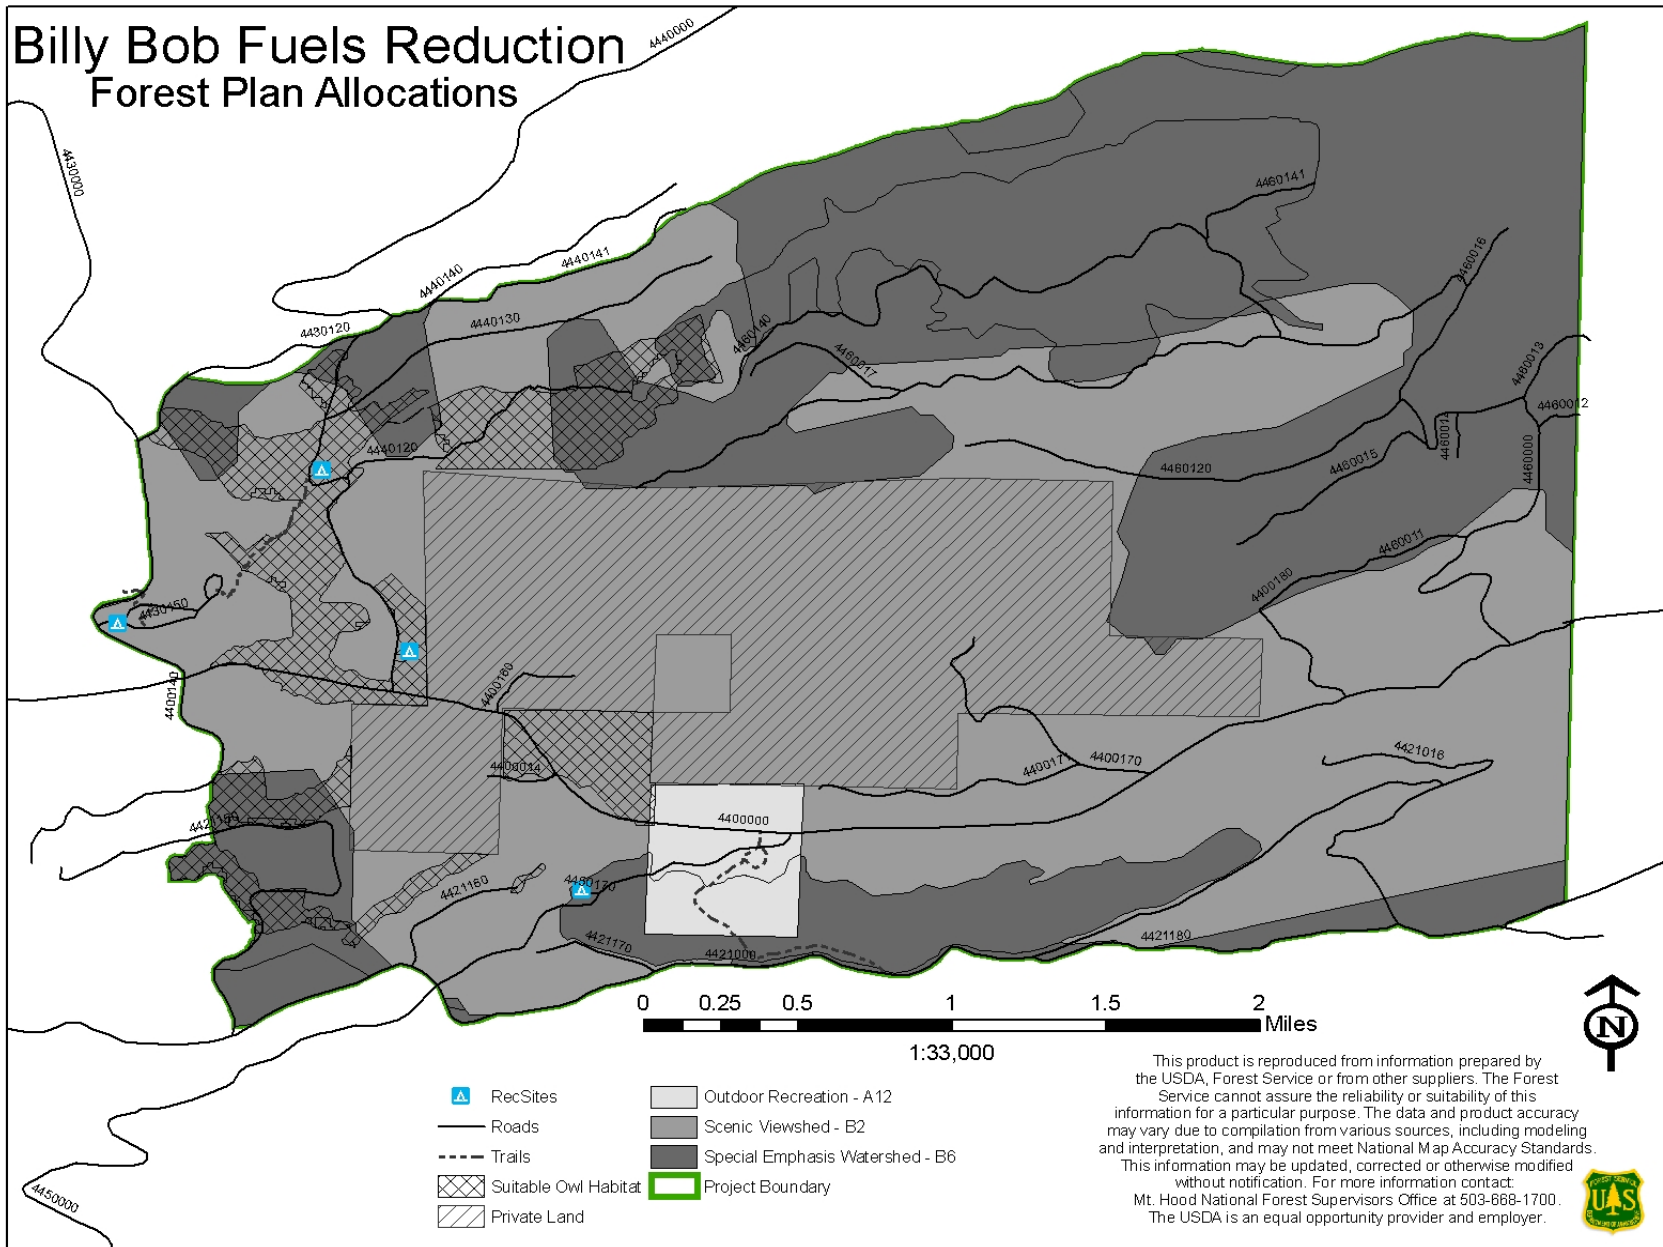 Billy Bob Fuels Reduction
Forest Plan Allocations
4440000
4430000
4460141
4440141
4440140
4460016
4440130
4430120
4460140
4460017
4460013
4460012
4440120
4460014
4460120
4460015
4460000
4460011
4400180
4430150
4400160
4400140
4421016
4400014
4400171
4400170
4400000
4421150
4421160
4450170
4421170
4421000
4421180
0 0.25 0.5 1 1.5 2
Miles
1:33,000
N
RecSites
Roads
Trails
Suitable Owl Habitat
Private Land
Outdoor Recreation - A12
Scenic Viewshed - B2
Special Emphasis Watershed - B6
Project Boundary
This product is reproduced from information prepared by
the USDA, Forest Service or from other suppliers. The Forest
Service cannot assure the reliability or suitability of this
information for a particular purpose. The data and product accuracy
may vary due to compilation from various sources, including modeling
and interpretation, and may not meet National Map Accuracy Standards.
This information may be updated, corrected or otherwise modified
without notification. For more information contact:
Mt. Hood National Forest Supervisors Office at 503-668-1700.
The USDA is an equal opportunity provider and employer.
4450000
FOREST SERVICE
U S
DEPARTMENT OF AGRICULTURE